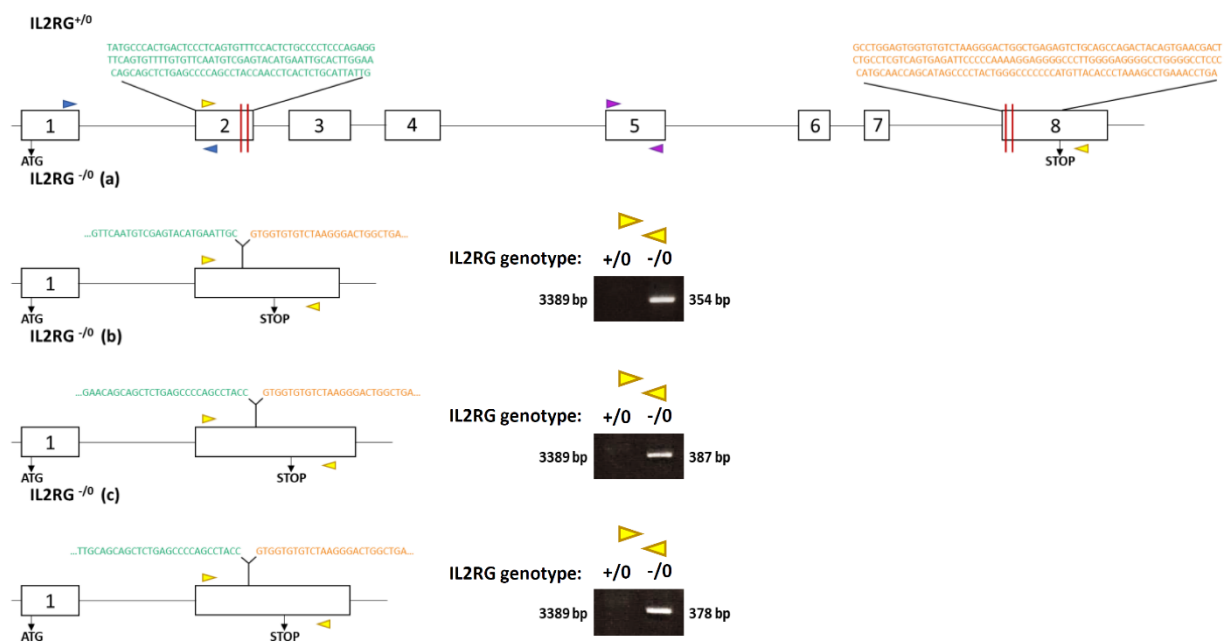 IL2RG+/0
TATGCCCACTGACTCCCTCAGTGTTTCCACTCTGCCCCTCCCAGAGG
TTCAGTGTTTTGTGTTCAATGTCGAGTACATGAATTGCACTTGGAA
CAGCAGCTCTGAGCCCCAGCCTACCAACCTCACTCTGCATTATTG
GCCTGGAGTGGTGTGTCTAAGGGACTGGCTGAGAGTCTGCAGCCAGACTACAGTGAACGACT
CTGCCTCGTCAGTGAGATTCCCCCAAAAGGAGGGGCCCTTGGGGAGGGGCCTGGGGCCTCCC
CATGCAACCAGCATAGCCCCTACTGGGCCCCCCCATGTTACACCCTAAAGCCTGAAACCTGA
1 2 3 4 5 6 7 8
ATG STOP
IL2RG -/0 (a)
...GTTCAATGTCGAGTACATGAATTGC GTGGTGTGTCTAAGGGACTGGCTGA...
1
ATG STOP
IL2RG genotype: +/0 -/0
3389 bp 354 bp
IL2RG -/0 (b)
...GAACAGCAGCTCTGAGCCCCAGCCTACC GTGGTGTGTCTAAGGGACTGGCTGA...
1
ATG STOP
IL2RG genotype: +/0 -/0
3389 bp 387 bp
IL2RG -/0 (c)
...TTGCAGCAGCTCTGAGCCCCAGCCTACC GTGGTGTGTCTAAGGGACTGGCTGA...
1
ATG STOP
IL2RG genotype: +/0 -/0
3389 bp 378 bp